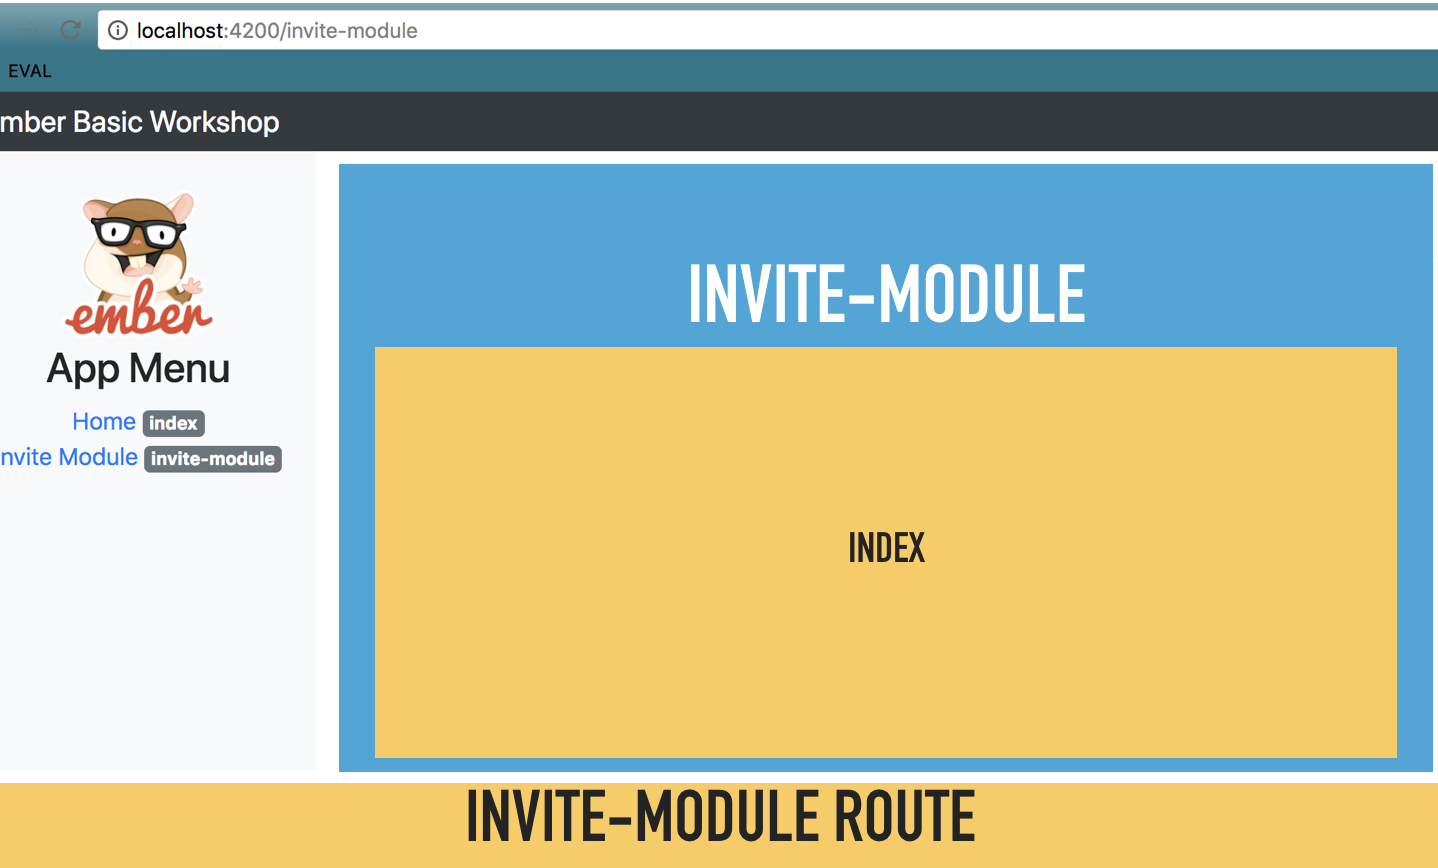 localhost:4200/invite-module
EVAL
mber Basic Workshop
ember
App Menu
Home index
nvite Module invite-module
INVITE-MODULE
INDEX
INVITE-MODULE ROUTE